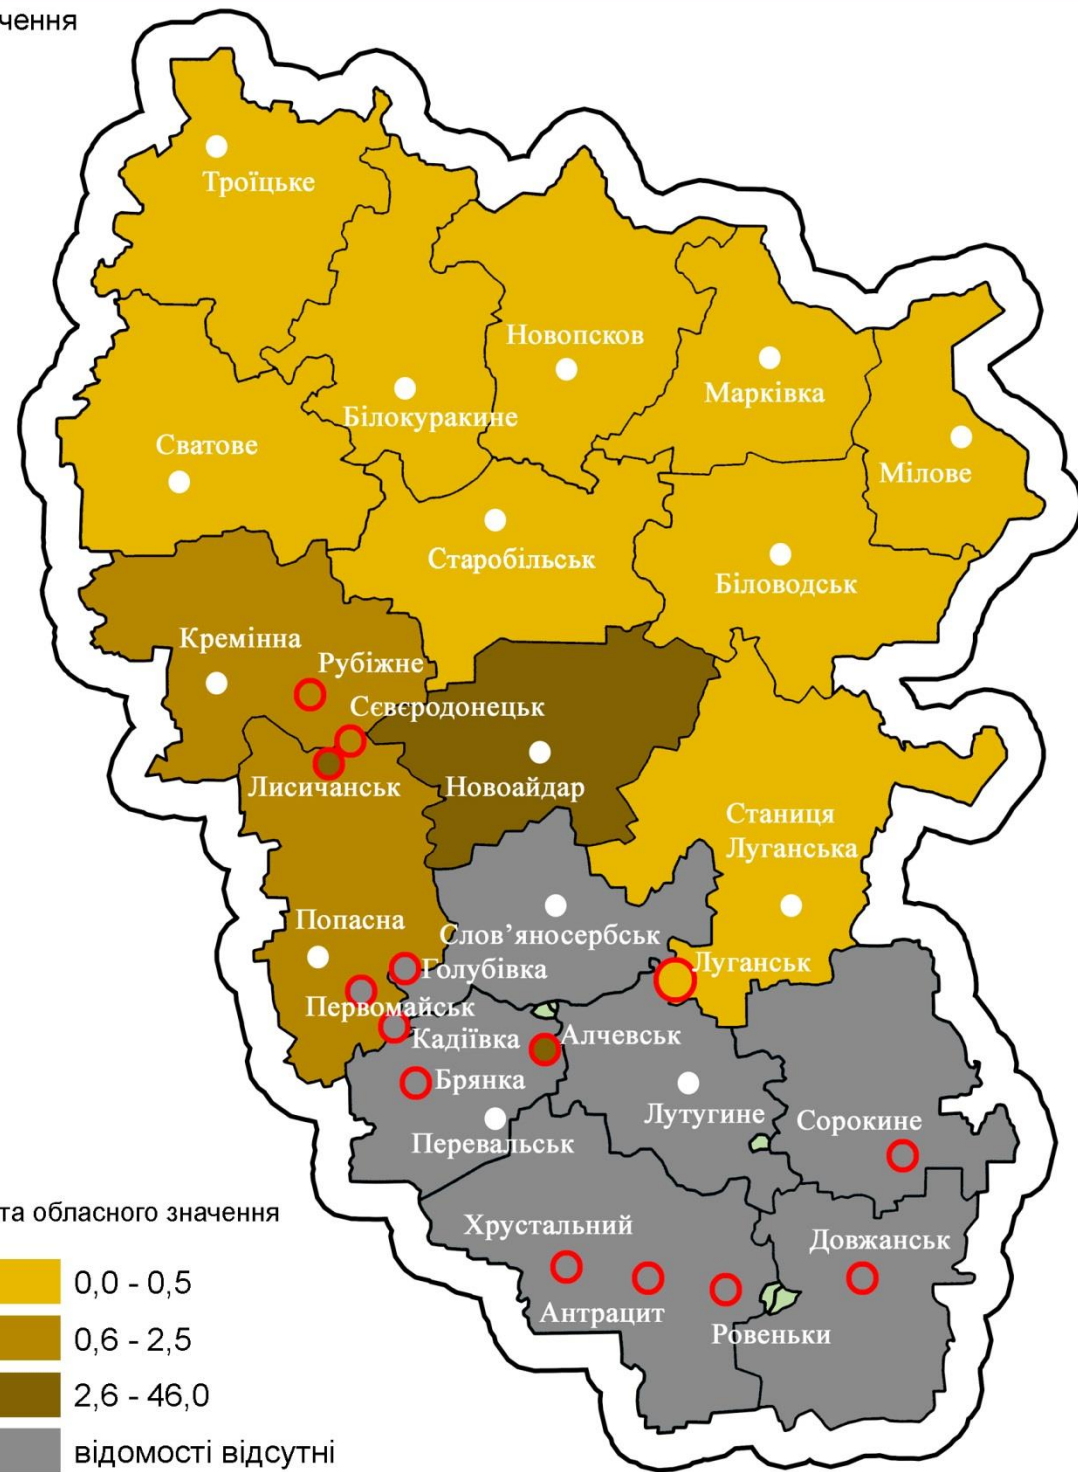 чення
Троїцьке
Новопсков
Білокуракине
Марківка
Сватове
Мілове
Старобільськ
Біловодськ
Кремінна
Рубіжне
Сєвєродонецьк
Лисичанськ
Новоайдар
Станиця
Луганська
Попасна
Слов’яносербськ
Голубівка
Луганськ
Первомайськ
Кадіївка
Алчевськ
Брянка
Лутугине
Перевальськ
Сорокине
та обласного значення
Хрустальний
Довжанськ
Антрацит
Ровеньки
0,0 - 0,5
0,6 - 2,5
2,6 - 46,0
відомості відсутні